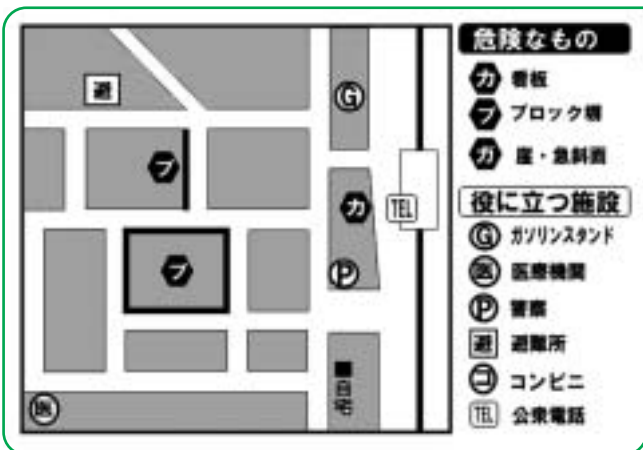 避
G
ブ
カ
TEL
ブ
P
■自宅
医
危険なもの
カ 看板
ブ ブロック塀
ガ 崖・急斜面
役に立つ施設
G ガソリンスタンド
医 医療機関
P 警察
避 避難所
コ コンビニ
TEL 公衆電話